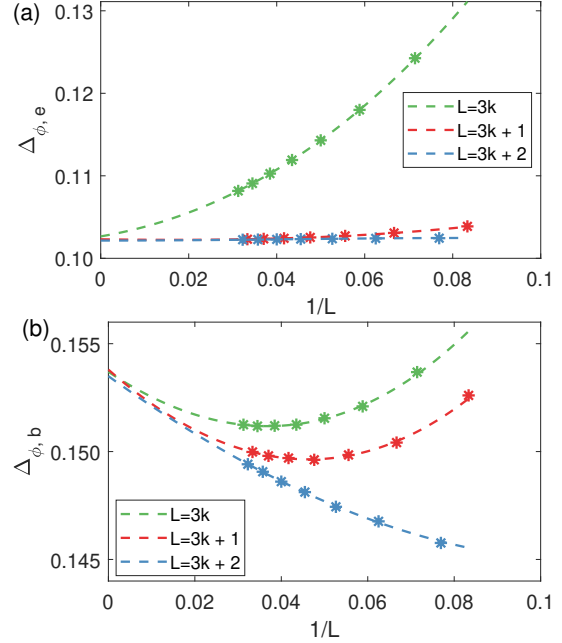 (a)
0.13
0.12
0.11
0.10
Δϕ, e
L=3k
L=3k + 1
L=3k + 2
0 0.02 0.04 0.06 0.08 0.1
1/L
(b)
0.155
0.150
0.145
Δϕ, b
L=3k
L=3k + 1
L=3k + 2
0 0.02 0.04 0.06 0.08 0.1
1/L